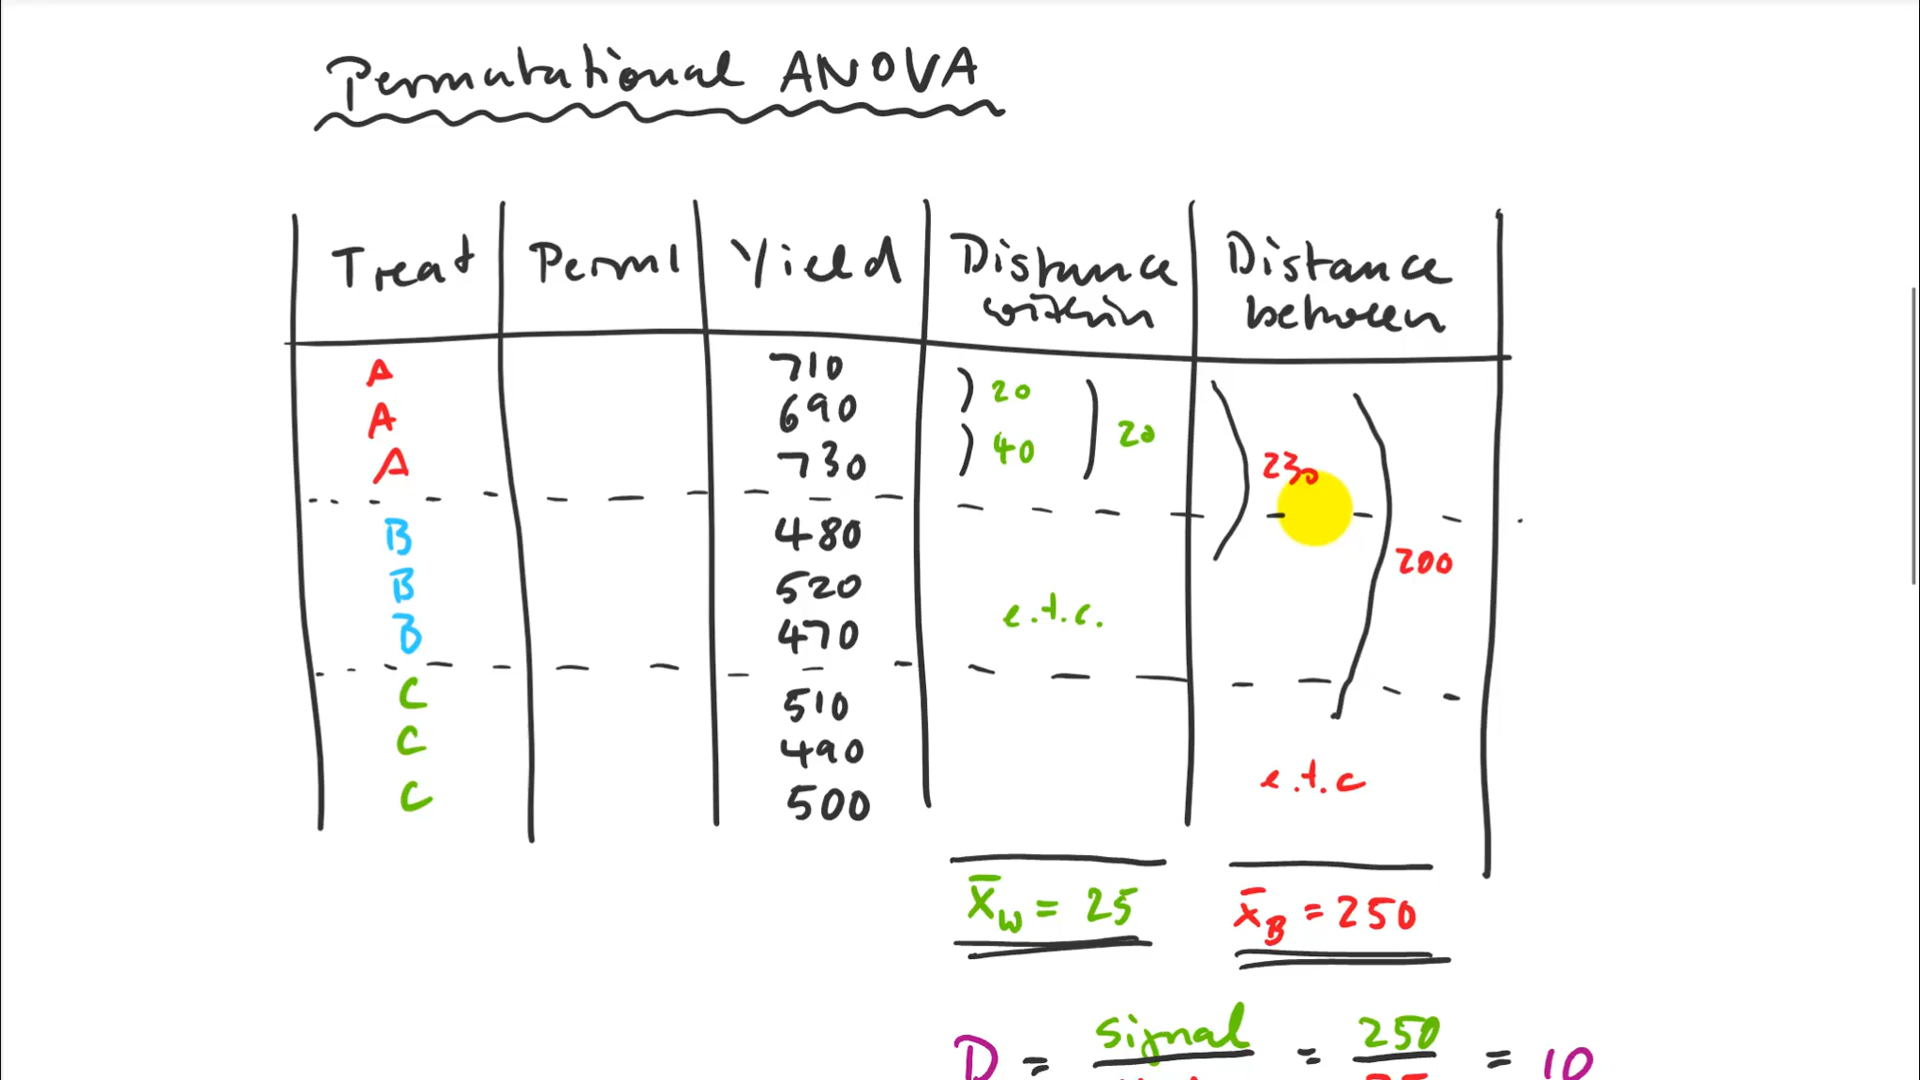 Permutational ANOVA
Treat Perm1 Yield Distance within Distance between
A 710
A 690 20
A 730 40 20 230
B 480
B 520 200
B 470 e.t.c.
C 510
C 490 e.t.c
C 500
x̄w = 25 x̄B = 250
D = signal = 250 = 10